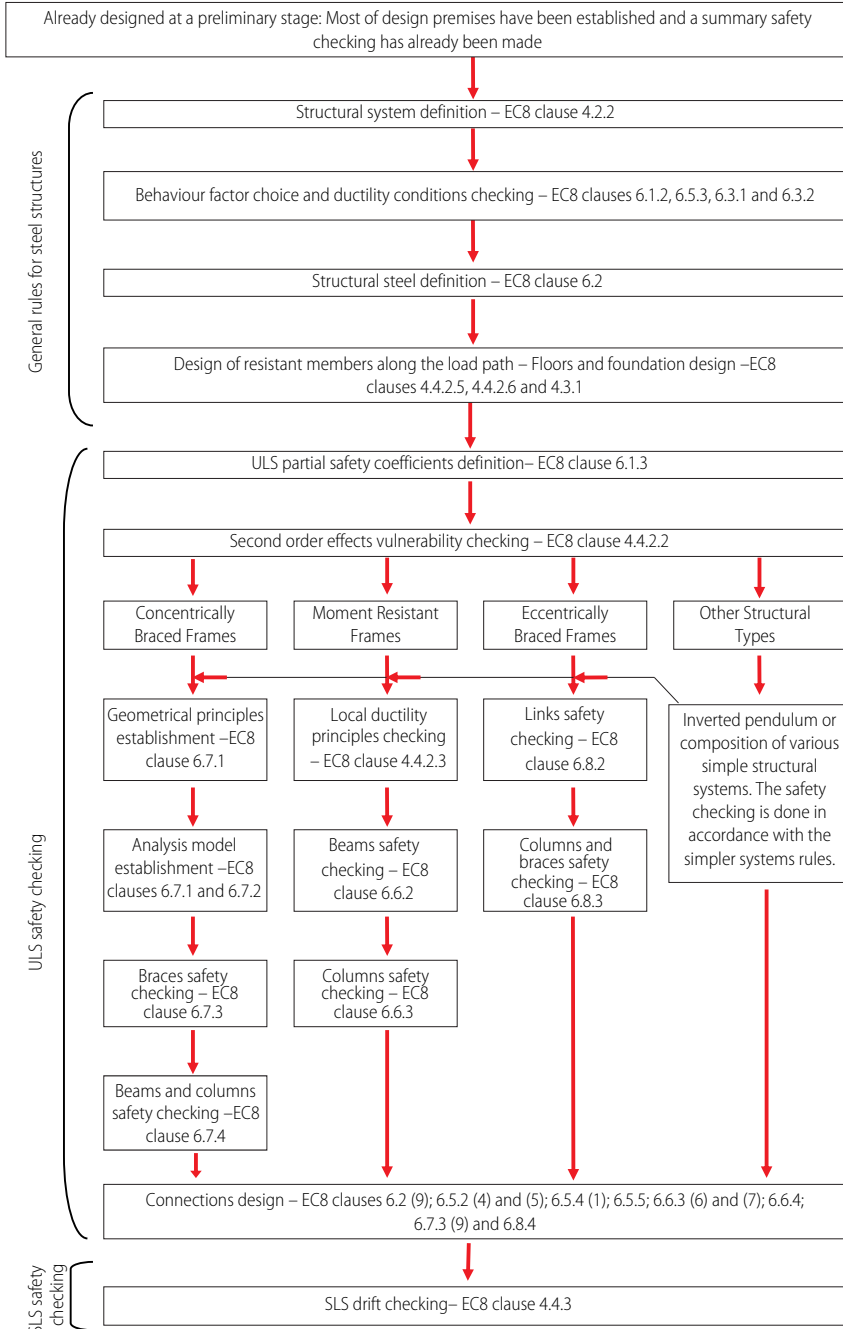 Already designed at a preliminary stage: Most of design premises have been established and a summary safety
checking has already been made
General rules for steel structures
Structural system definition – EC8 clause 4.2.2
Behaviour factor choice and ductility conditions checking – EC8 clauses 6.1.2, 6.5.3, 6.3.1 and 6.3.2
Structural steel definition – EC8 clause 6.2
Design of resistant members along the load path – Floors and foundation design –EC8
clauses 4.4.2.5, 4.4.2.6 and 4.3.1
ULS safety checking
ULS partial safety coefficients definition– EC8 clause 6.1.3
Second order effects vulnerability checking – EC8 clause 4.4.2.2
Concentrically
Braced Frames
Moment Resistant
Frames
Eccentrically
Braced Frames
Other Structural
Types
Geometrical principles
establishment –EC8
clause 6.7.1
Local ductility
principles checking
– EC8 clause 4.4.2.3
Links safety
checking – EC8
clause 6.8.2
Inverted pendulum or
composition of various
simple structural
systems. The safety
checking is done in
accordance with the
simpler systems rules.
Analysis model
establishment –EC8
clauses 6.7.1 and 6.7.2
Beams safety
checking – EC8
clause 6.6.2
Columns and
braces safety
checking – EC8
clause 6.8.3
Braces safety
checking – EC8
clause 6.7.3
Columns safety
checking – EC8
clause 6.6.3
Beams and columns
safety checking –EC8
clause 6.7.4
Connections design – EC8 clauses 6.2 (9); 6.5.2 (4) and (5); 6.5.4 (1); 6.5.5; 6.6.3 (6) and (7); 6.6.4;
6.7.3 (9) and 6.8.4
SLS safety
checking
SLS drift checking– EC8 clause 4.4.3